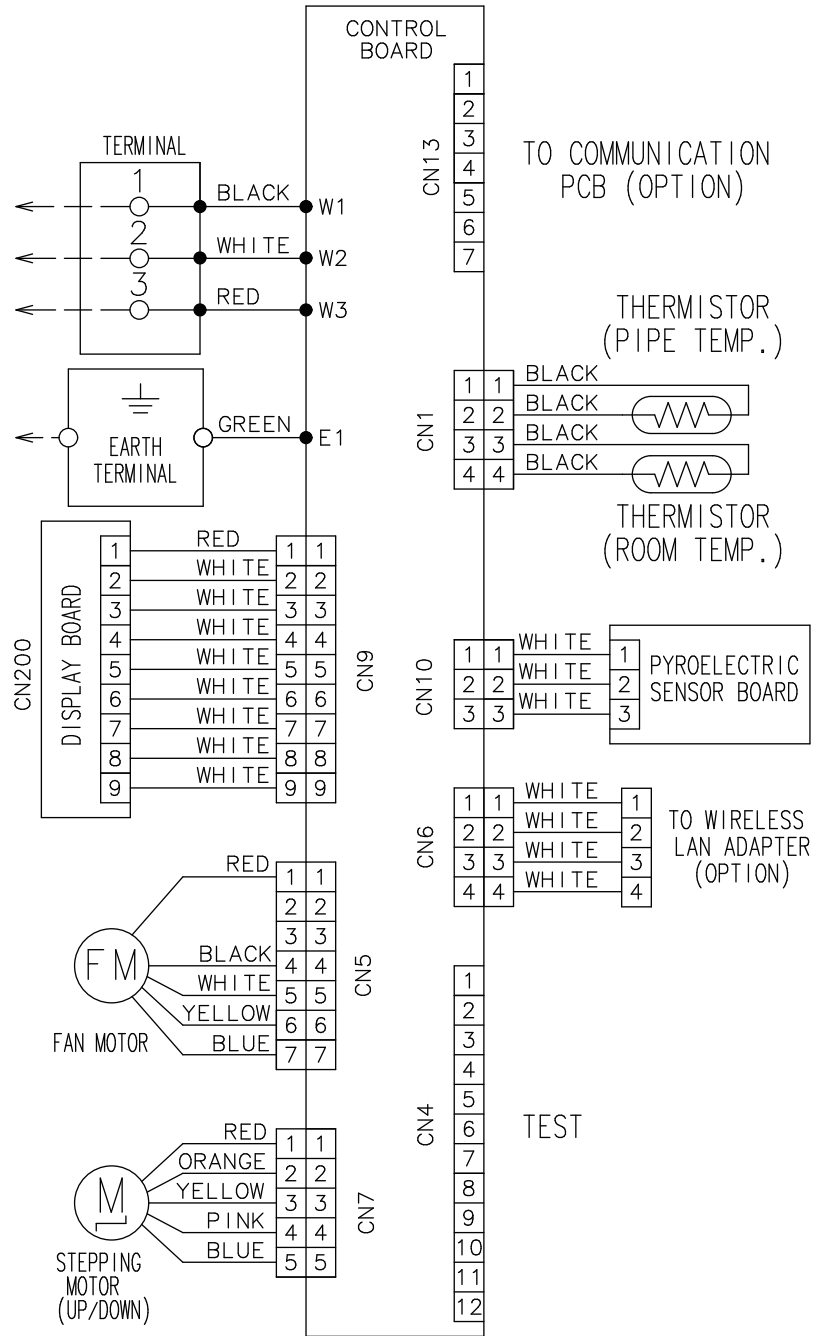 CONTROL
BOARD
CN13
1
2
3
4
5
6
7
TO COMMUNICATION
PCB (OPTION)
TERMINAL
1
BLACK
W1
2
WHITE
W2
3
RED
W3
EARTH
TERMINAL
GREEN
E1
THERMISTOR
(PIPE TEMP.)
CN1
1 1 BLACK
2 2 BLACK
3 3 BLACK
4 4 BLACK
THERMISTOR
(ROOM TEMP.)
CN200
DISPLAY BOARD
CN9
1 RED 1 1
2 WHITE 2 2
3 WHITE 3 3
4 WHITE 4 4
5 WHITE 5 5
6 WHITE 6 6
7 WHITE 7 7
8 WHITE 8 8
9 WHITE 9 9
CN10
1 1 WHITE 1
2 2 WHITE 2
3 3 WHITE 3
PYROELECTRIC
SENSOR BOARD
CN6
1 1 WHITE 1
2 2 WHITE 2
3 3 WHITE 3
4 4 WHITE 4
TO WIRELESS
LAN ADAPTER
(OPTION)
FM
FAN MOTOR
CN5
RED 1 1
2 2
3 3
BLACK 4 4
WHITE 5 5
YELLOW 6 6
BLUE 7 7
CN4
1
2
3
4
5
6
7
8
9
10
11
12
TEST
M
STEPPING
MOTOR
(UP/DOWN)
CN7
RED 1 1
ORANGE 2 2
YELLOW 3 3
PINK 4 4
BLUE 5 5